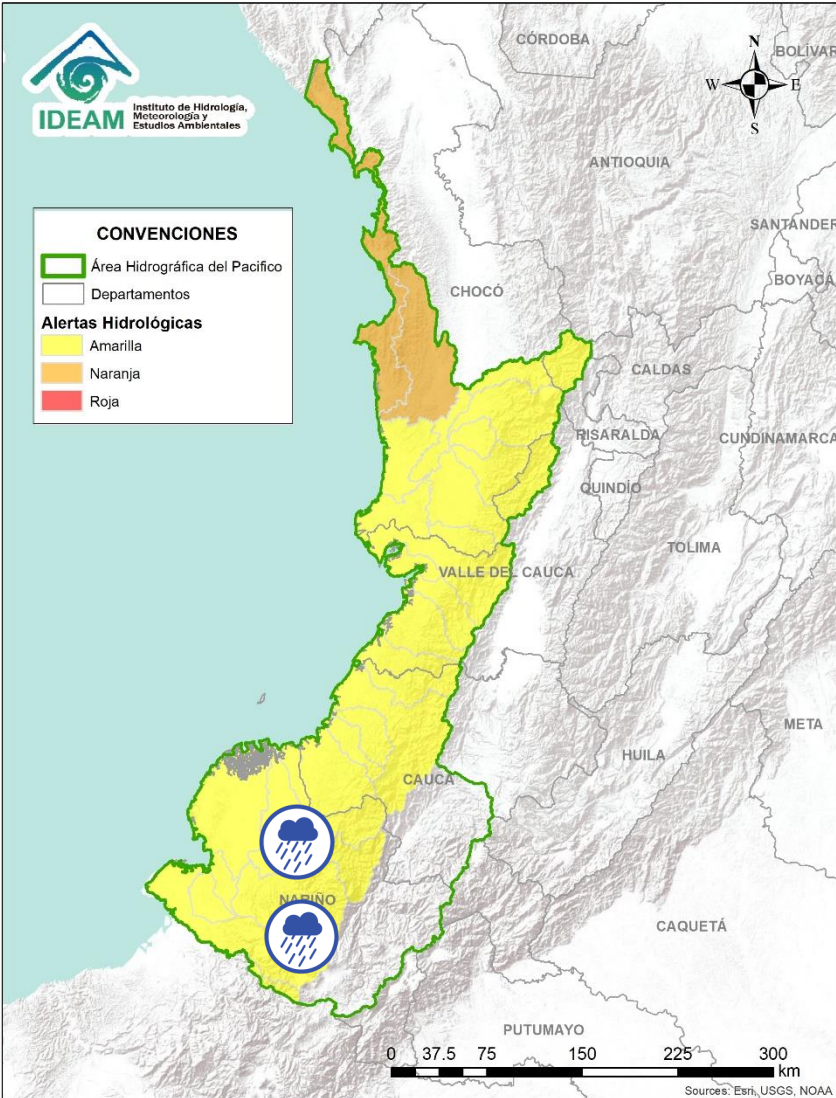 CÓRDOBA
BOLÍVAR
N
W
E
S
IDEAM
Instituto de Hidrología,
Meteorología y
Estudios Ambientales
ANTIOQUIA
SANTANDER
BOYACÁ
CONVENCIONES
Área Hidrográfica del Pacifico
Departamentos
Alertas Hidrológicas
Amarilla
Naranja
Roja
CHOCÓ
CALDAS
RISARALDA
CUNDINAMARCA
QUINDÍO
TOLIMA
VALLE DEL CAUCA
META
HUILA
CAUCA
NARIÑO
CAQUETÁ
PUTUMAYO
0 37.5 75 150 225 300
km
Sources: Esri, USGS, NOAA